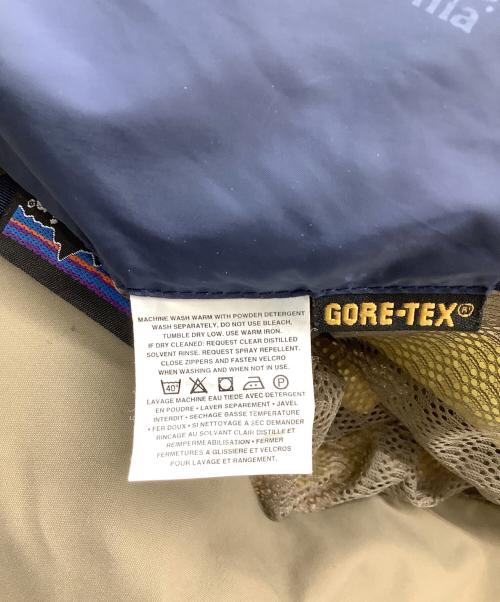 nia
MACHINE WASH WARM WITH POWDER DETERGENT
WASH SEPARATELY, DO NOT USE BLEACH,
TUMBLE DRY LOW. USE WARM IRON.
IF DRY CLEANED: REQUEST CLEAR DISTILLED
SOLVENT RINSE. REQUEST SPRAY REPELLENT.
CLOSE ZIPPERS AND FASTEN VELCRO
WHEN WASHING AND WHEN NOT IN USE.
40°
P
LAVAGE MACHINE EAU TIEDE AVEC DETERGENT
EN POUDRE • LAVER SEPAREMENT • JAVEL
INTERDIT • SECHAGE BASSE TEMPERATURE
• FER DOUX • SI NETTOYAGE A SEC DEMANDER
RINCAGE AU SOLVANT CLAIR DISTILLE ET
RÉIMPERMEABILISATION • FERMER
FERMETURES A GLISSIERE ET VELCROS
POUR LAVAGE ET RANGEMENT.
GORE-TEX®